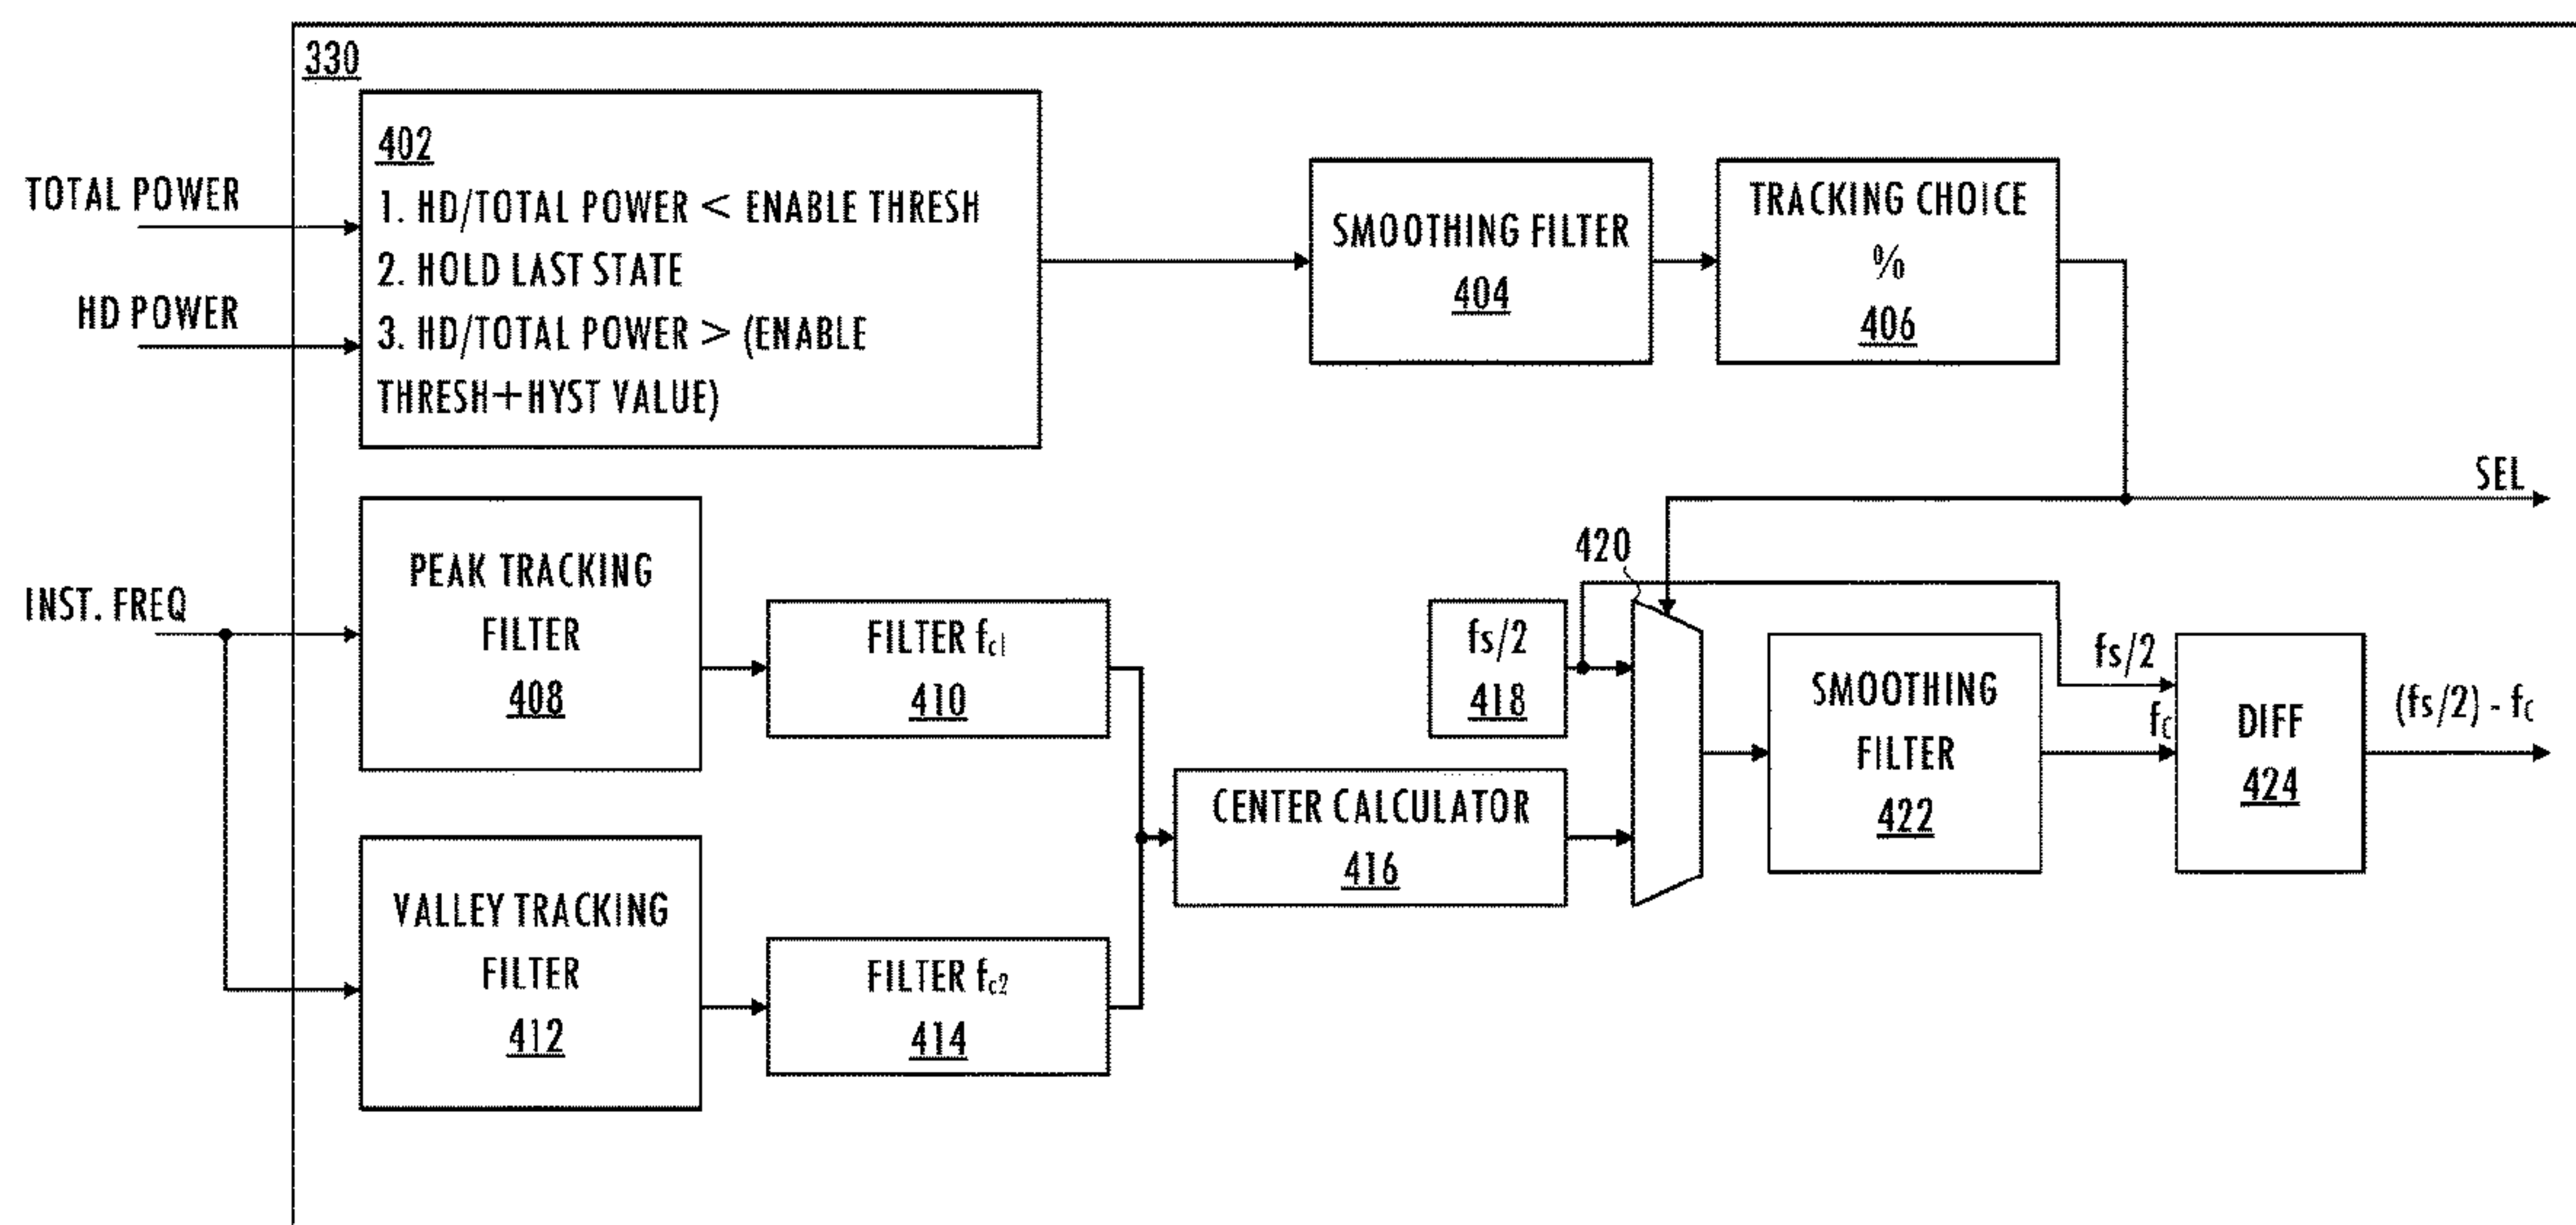 330
TOTAL POWER
HD POWER
402
1. HD/TOTAL POWER < ENABLE THRESH
2. HOLD LAST STATE
3. HD/TOTAL POWER > (ENABLE
THRESH+HYST VALUE)
SMOOTHING FILTER
404
TRACKING CHOICE
%
406
SEL
INST. FREQ
PEAK TRACKING
FILTER
408
FILTER fc1
410
VALLEY TRACKING
FILTER
412
FILTER fc2
414
CENTER CALCULATOR
416
fs/2
418
420
SMOOTHING
FILTER
422
fs/2
fc
DIFF
424
(fs/2) - fc